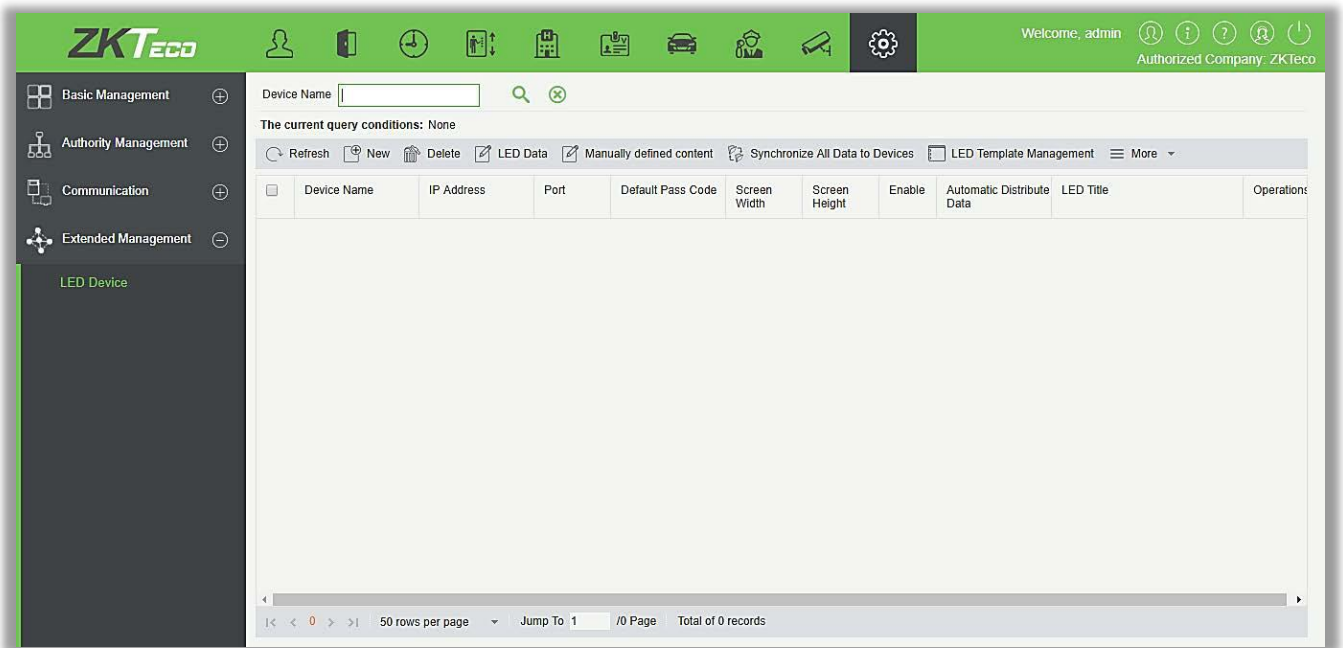 ZKTECO
Welcome, admin
Authorized Company: ZKTeco
Basic Management
Authority Management
Communication
Extended Management
LED Device
Device Name
The current query conditions: None
Refresh New Delete LED Data Manually defined content Synchronize All Data to Devices LED Template Management More
Device Name IP Address Port Default Pass Code Screen Width Screen Height Enable Automatic Distribute Data LED Title Operations
0 50 rows per page Jump To 1 /0 Page Total of 0 records